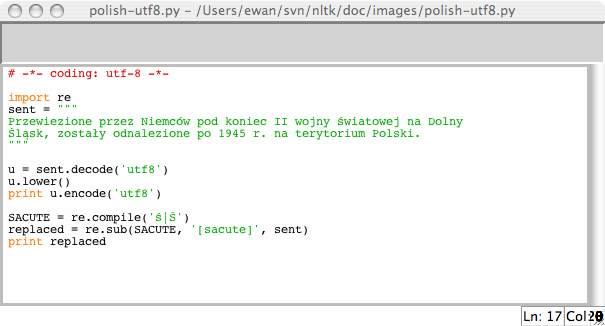 polish-utf8.py – /Users/ewan/svn/nltk/doc/images/polish-utf8.py
# -*- coding: utf-8 -*-
import re
sent = """
Przewiezione przez Niemców pod koniec II wojny światowej na Dolny
Śląsk, zostały odnalezione po 1945 r. na terytorium Polski.
"""
u = sent.decode('utf8')
u.lower()
print u.encode('utf8')
SACUTE = re.compile('ś|Ś')
replaced = re.sub(SACUTE, '[sacute]', sent)
print replaced
Ln: 17 Col: